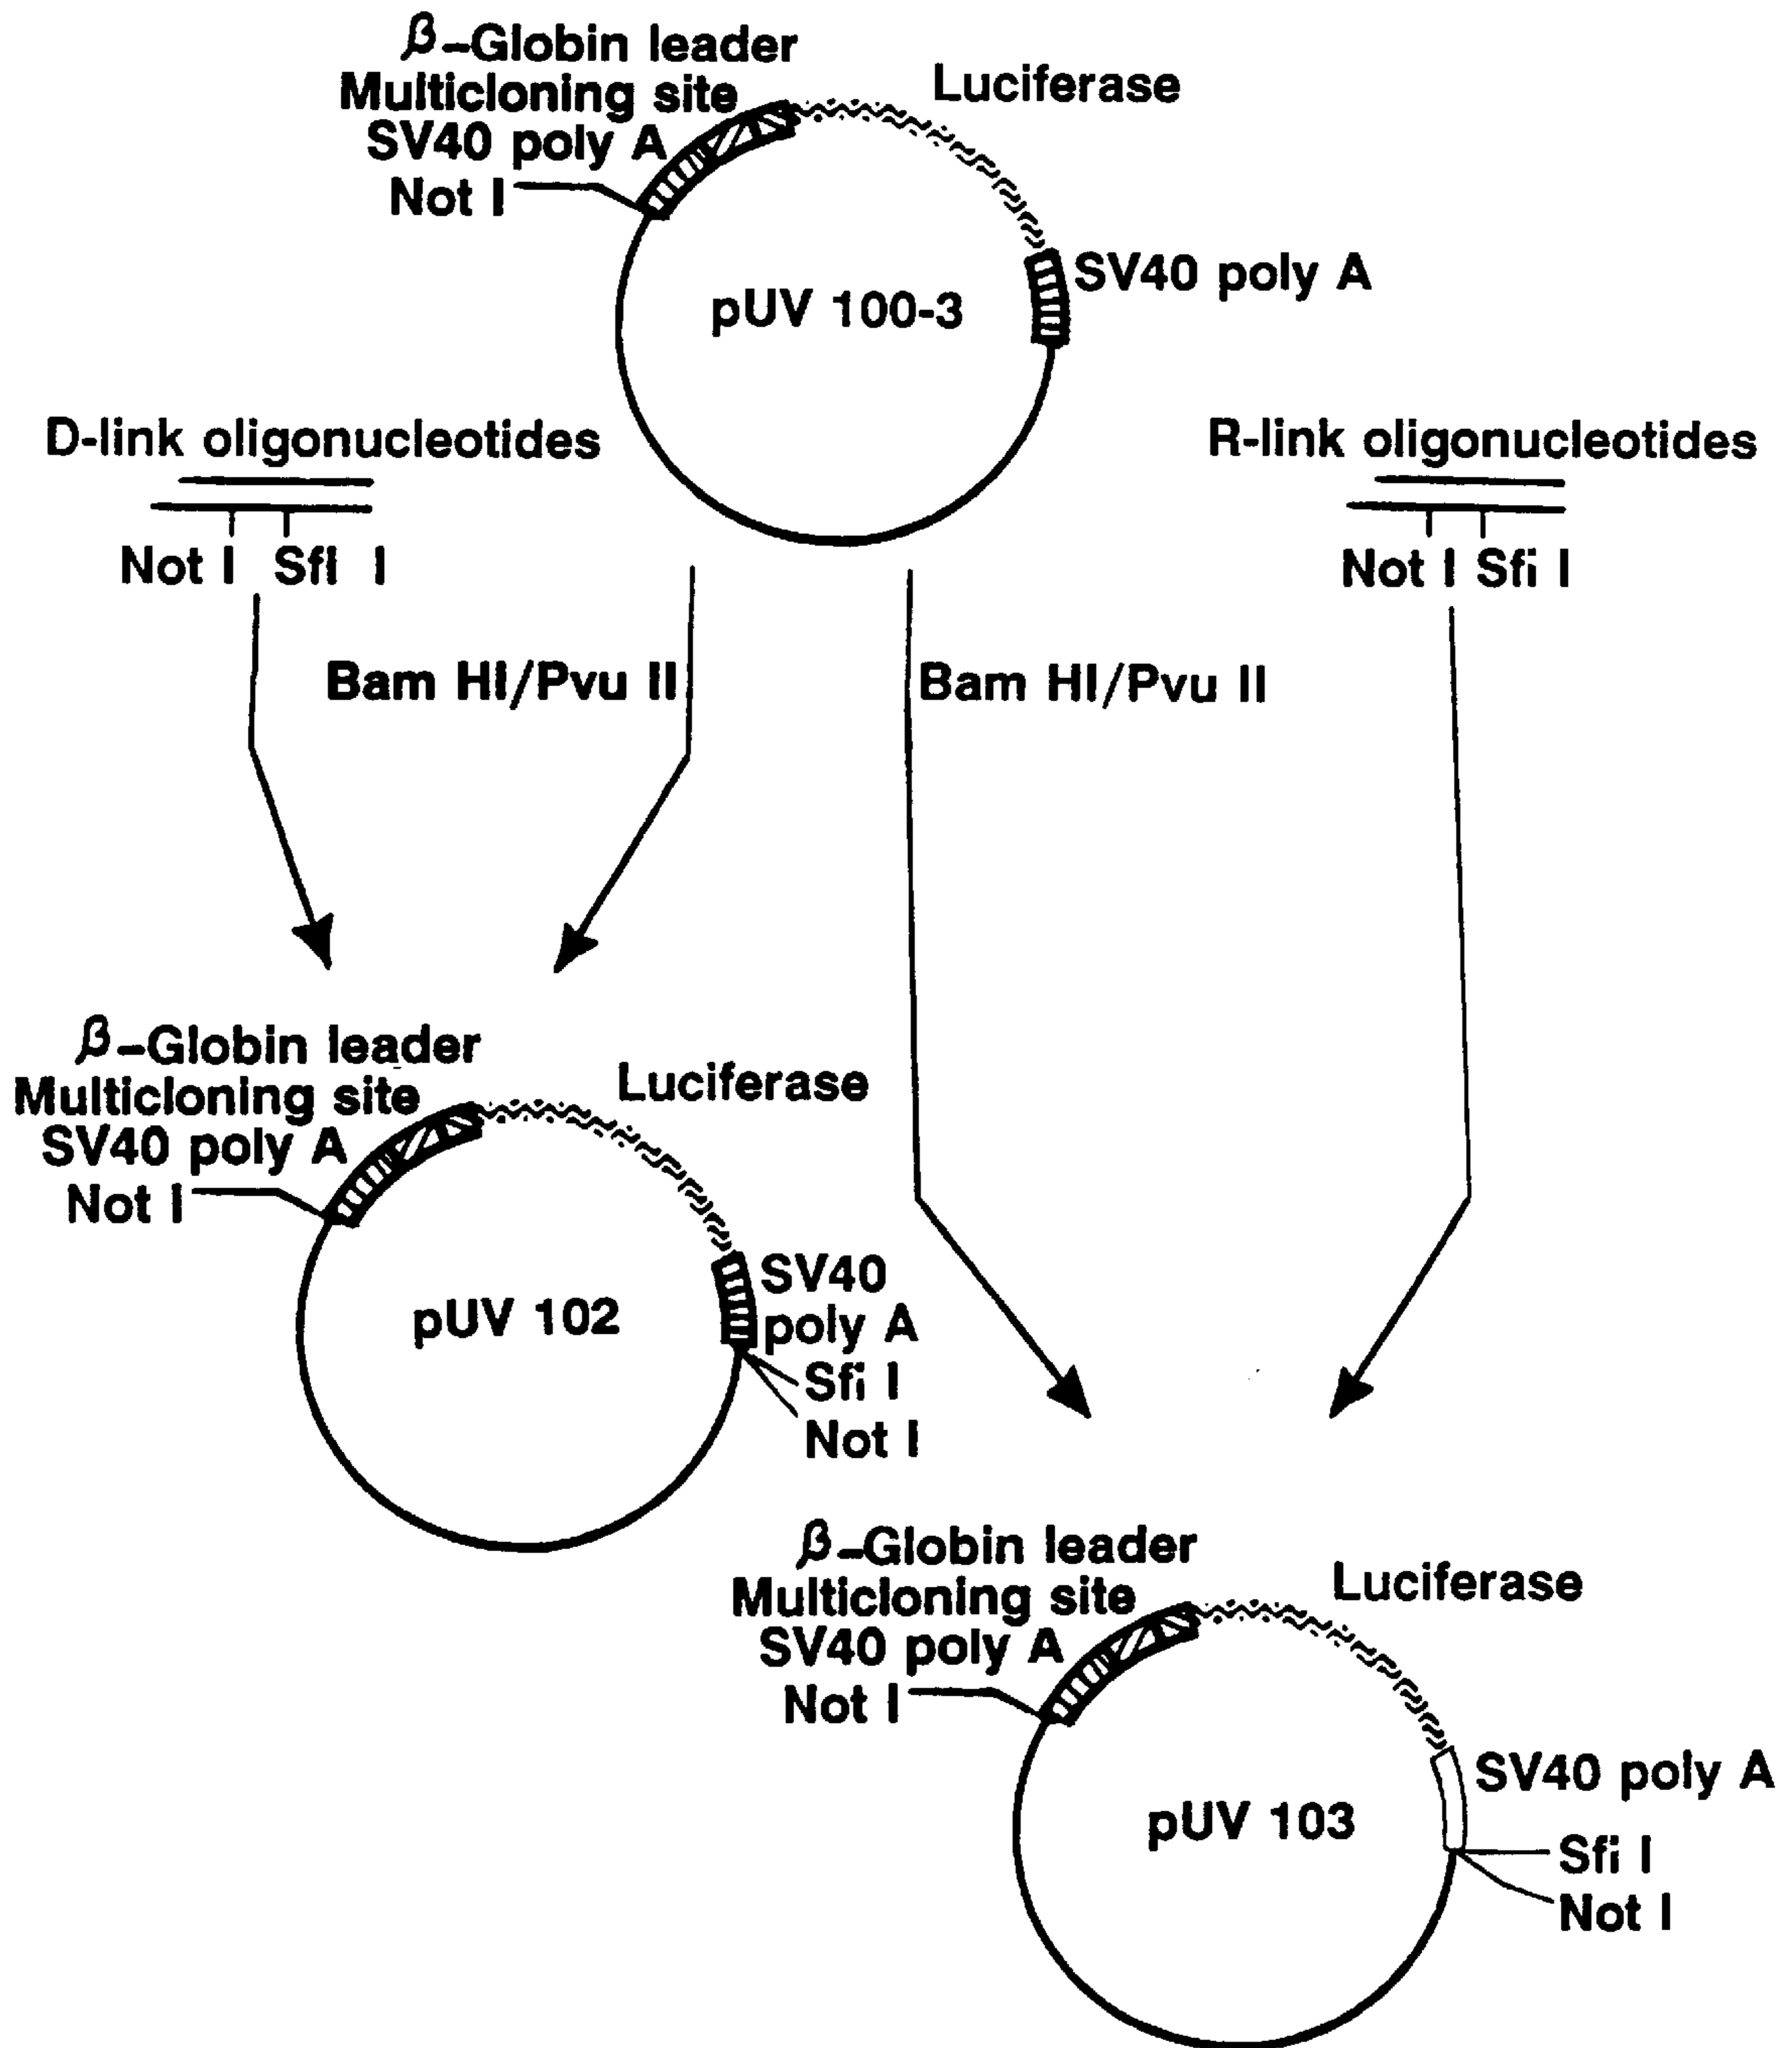 β-Globin leader
Multicloning site
SV40 poly A
Not I
Luciferase
SV40 poly A
pUV 100-3
D-link oligonucleotides
Not I SfI I
R-link oligonucleotides
Not I Sfi I
Bam HI/Pvu II
Bam HI/Pvu II
β-Globin leader
Multicloning site
SV40 poly A
Not I
Luciferase
SV40
poly A
pUV 102
Sfi I
Not I
β-Globin leader
Multicloning site
SV40 poly A
Not I
Luciferase
SV40 poly A
pUV 103
Sfi I
Not I